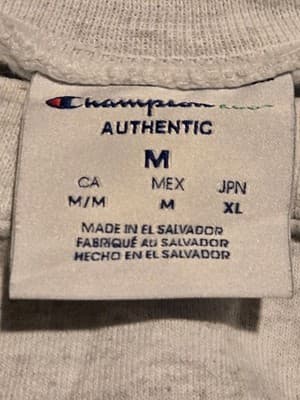 Champion
AUTHENTIC
M
CA MEX JPN
M/M M XL
MADE IN EL SALVADOR
FABRIQUÉ AU SALVADOR
HECHO EN EL SALVADOR